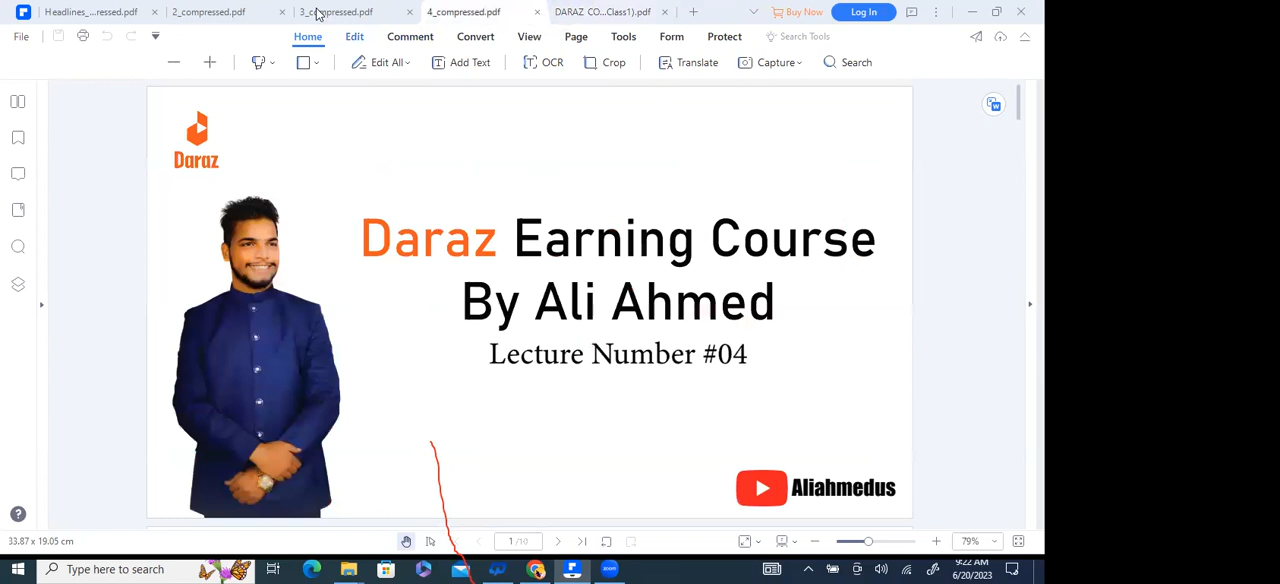 Headlines_...ressed.pdf
2_compressed.pdf
3_compressed.pdf
4_compressed.pdf
DARAZ CO...Class1).pdf
Buy Now
Log In
File
Home
Edit
Comment
Convert
View
Page
Tools
Form
Protect
Search Tools
Edit All
Add Text
OCR
Crop
Translate
Capture
Search
Daraz
Daraz Earning Course
By Ali Ahmed
Lecture Number #04
Aliahmedus
33.87 x 19.05 cm
1 /10
79%
Type here to search
zoom
9:22 AM
6/20/2023